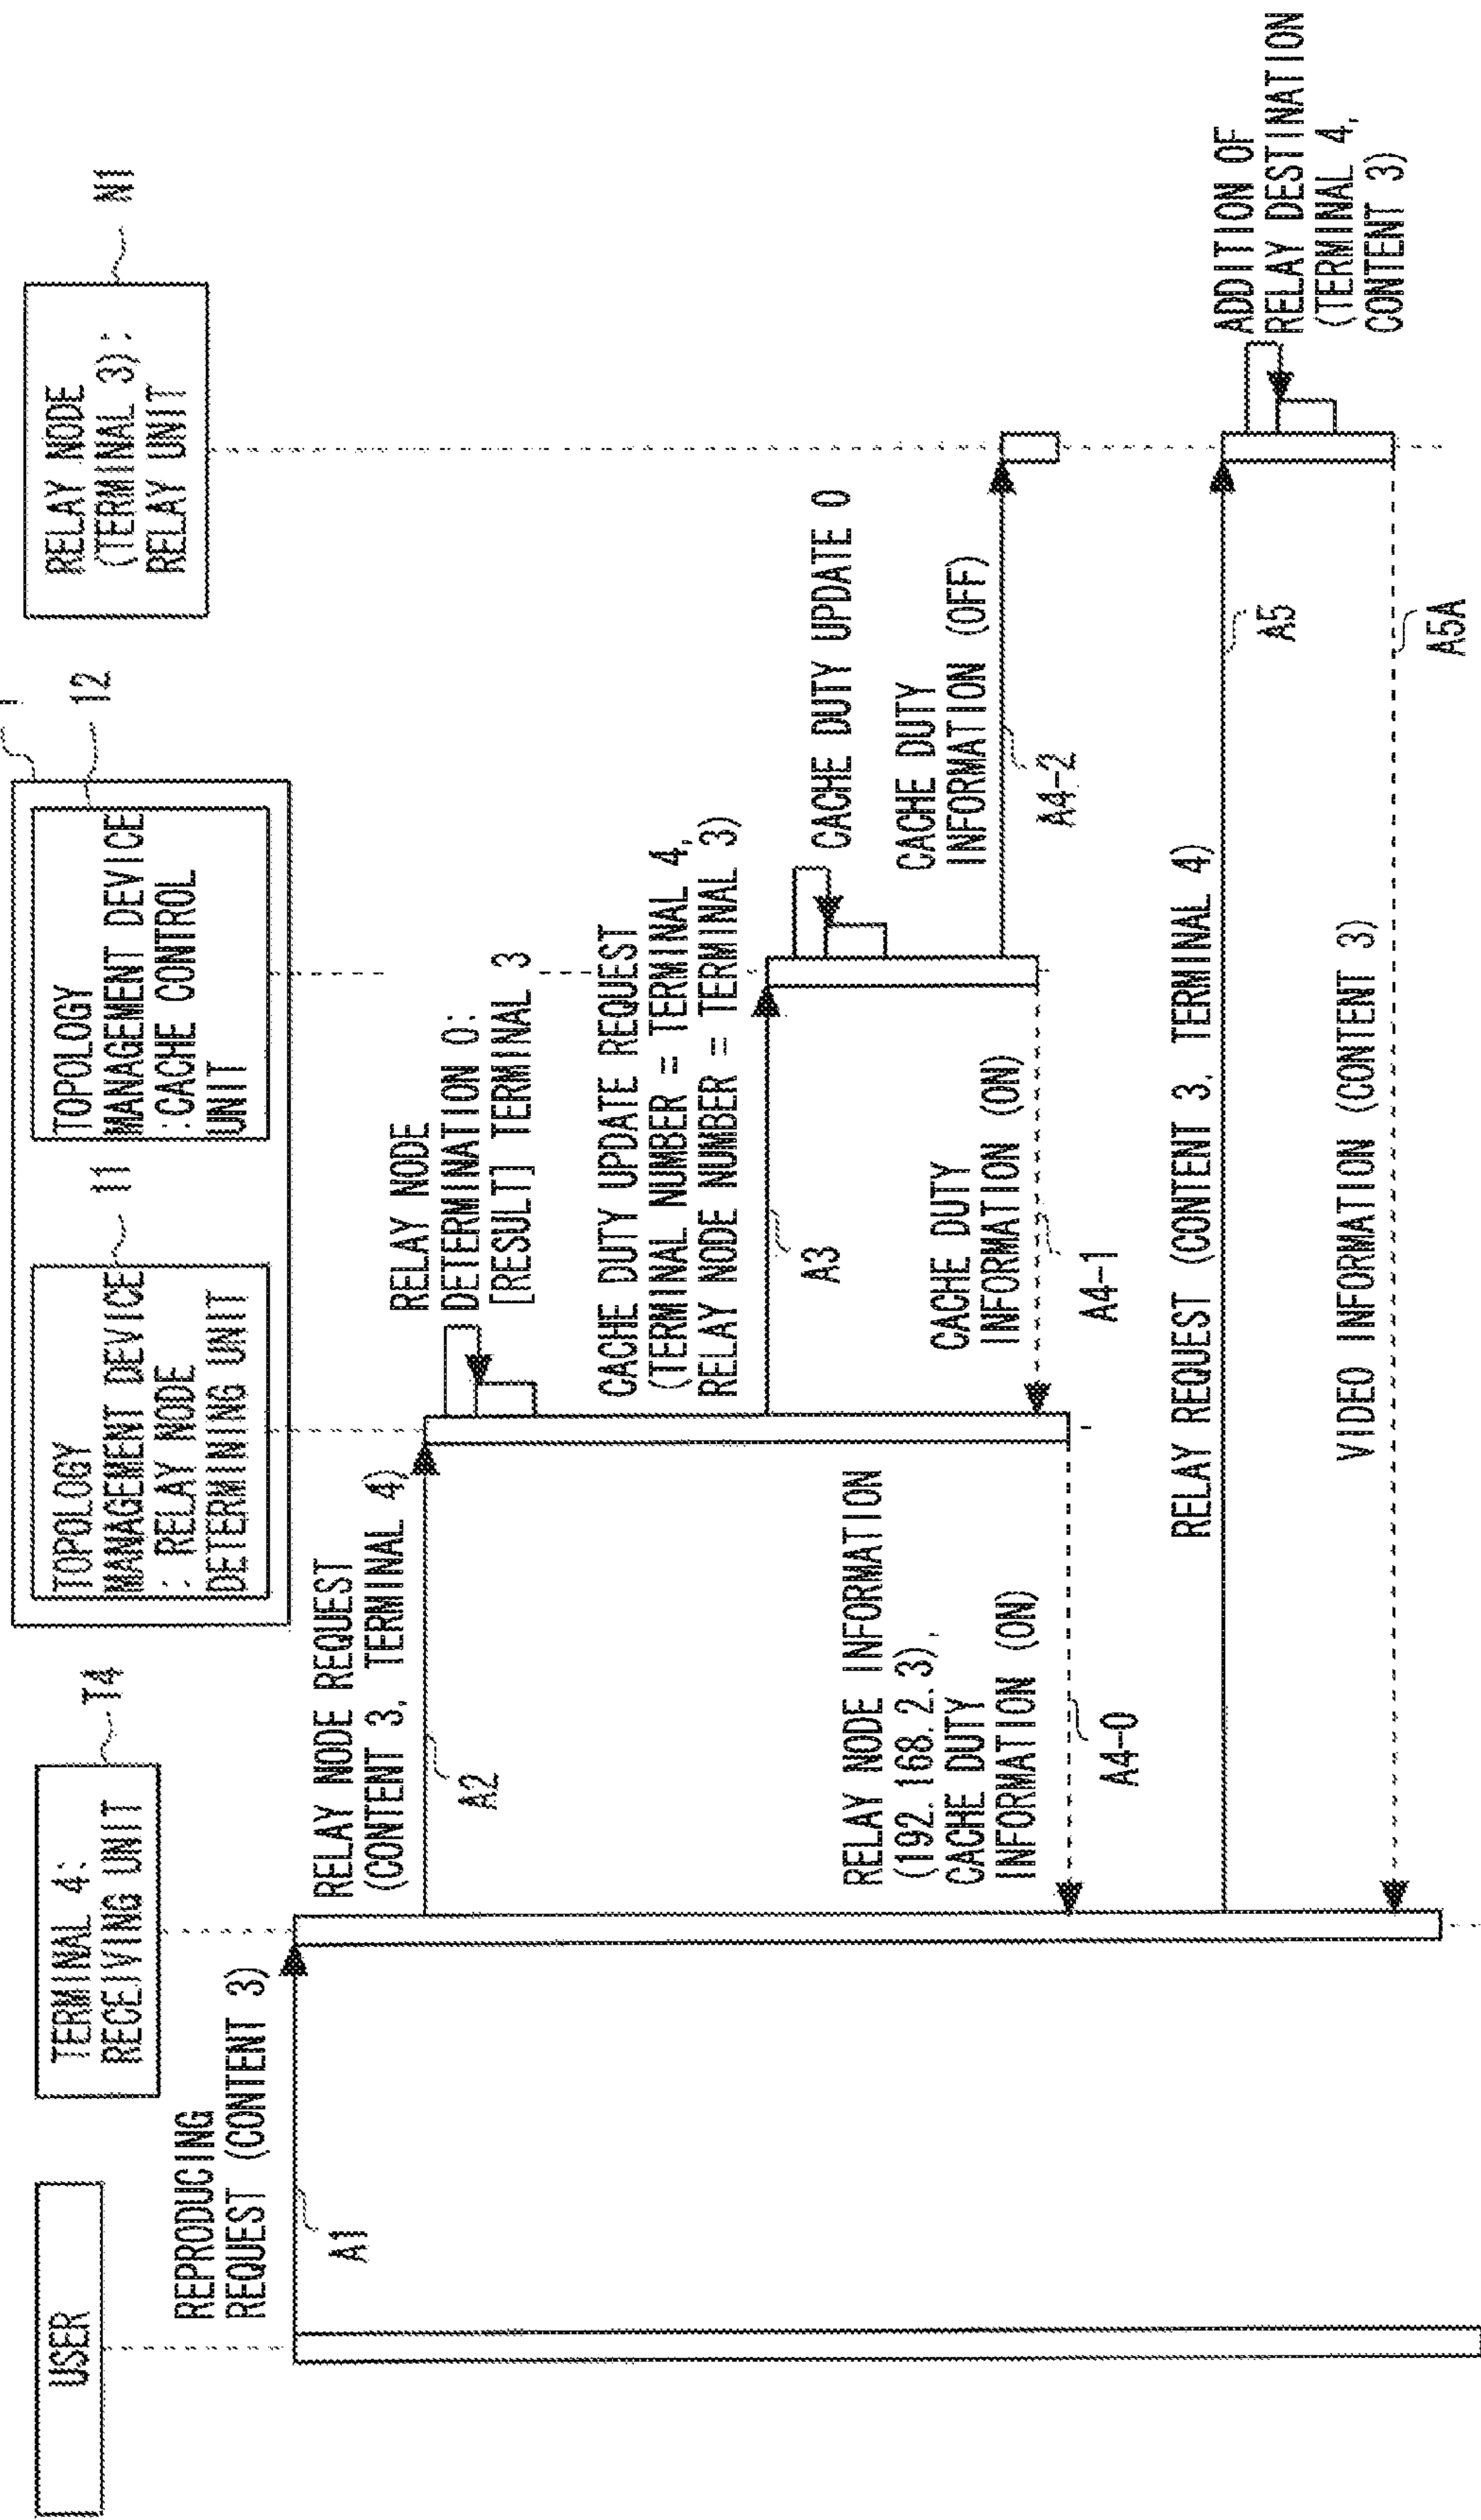 USER
TERMINAL 4:
RECEIVING UNIT
T4
TOPOLOGY
MANAGEMENT DEVICE
: RELAY NODE
DETERMINING UNIT
11
TOPOLOGY
MANAGEMENT DEVICE
:CACHE CONTROL
UNIT
12
1
RELAY NODE
(TERMINAL 3):
RELAY UNIT
N1
REPRODUCING
REQUEST (CONTENT 3)
A1
RELAY NODE REQUEST
(CONTENT 3, TERMINAL 4)
A2
RELAY NODE
DETERMINATION 0:
[RESULT] TERMINAL 3
CACHE DUTY UPDATE REQUEST
(TERMINAL NUMBER = TERMINAL 4,
RELAY NODE NUMBER = TERMINAL 3)
A3
CACHE DUTY UPDATE 0
CACHE DUTY
INFORMATION (OFF)
A4-2
CACHE DUTY
INFORMATION (ON)
A4-1
RELAY NODE INFORMATION
(192.168.2.3),
CACHE DUTY
INFORMATION (ON)
A4-0
RELAY REQUEST (CONTENT 3, TERMINAL 4)
A5
ADDITION OF
RELAY DESTINATION
(TERMINAL 4,
CONTENT 3)
VIDEO INFORMATION (CONTENT 3)
A5A